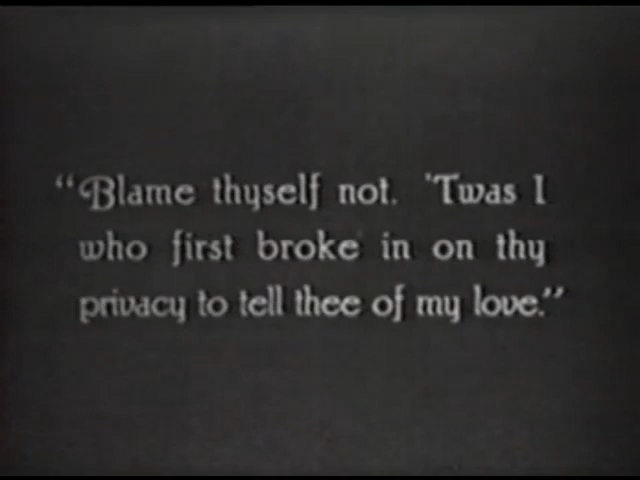 “Blame thyself not. 'Twas I
who first broke in on thy
privacy to tell thee of my love.”